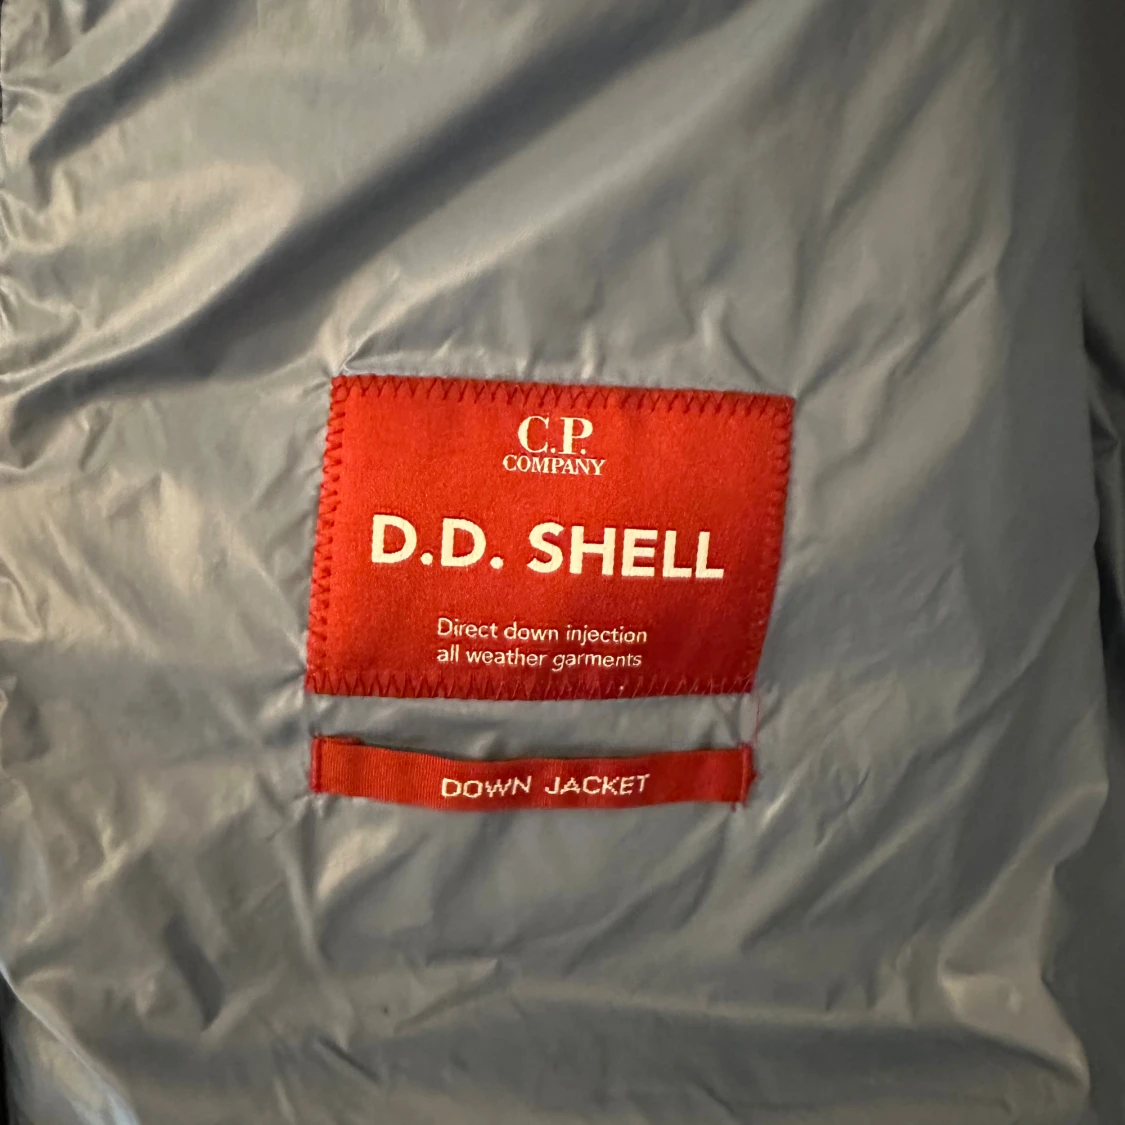 C.P.
COMPANY
D.D. SHELL
Direct down injection
all weather garments
DOWN JACKET